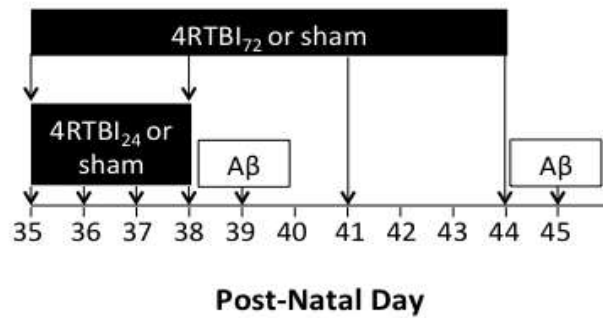 4RTBI₇₂ or sham
4RTBI₂₄ or
sham
Aβ
Aβ
35 36 37 38 39 40 41 42 43 44 45
Post-Natal Day